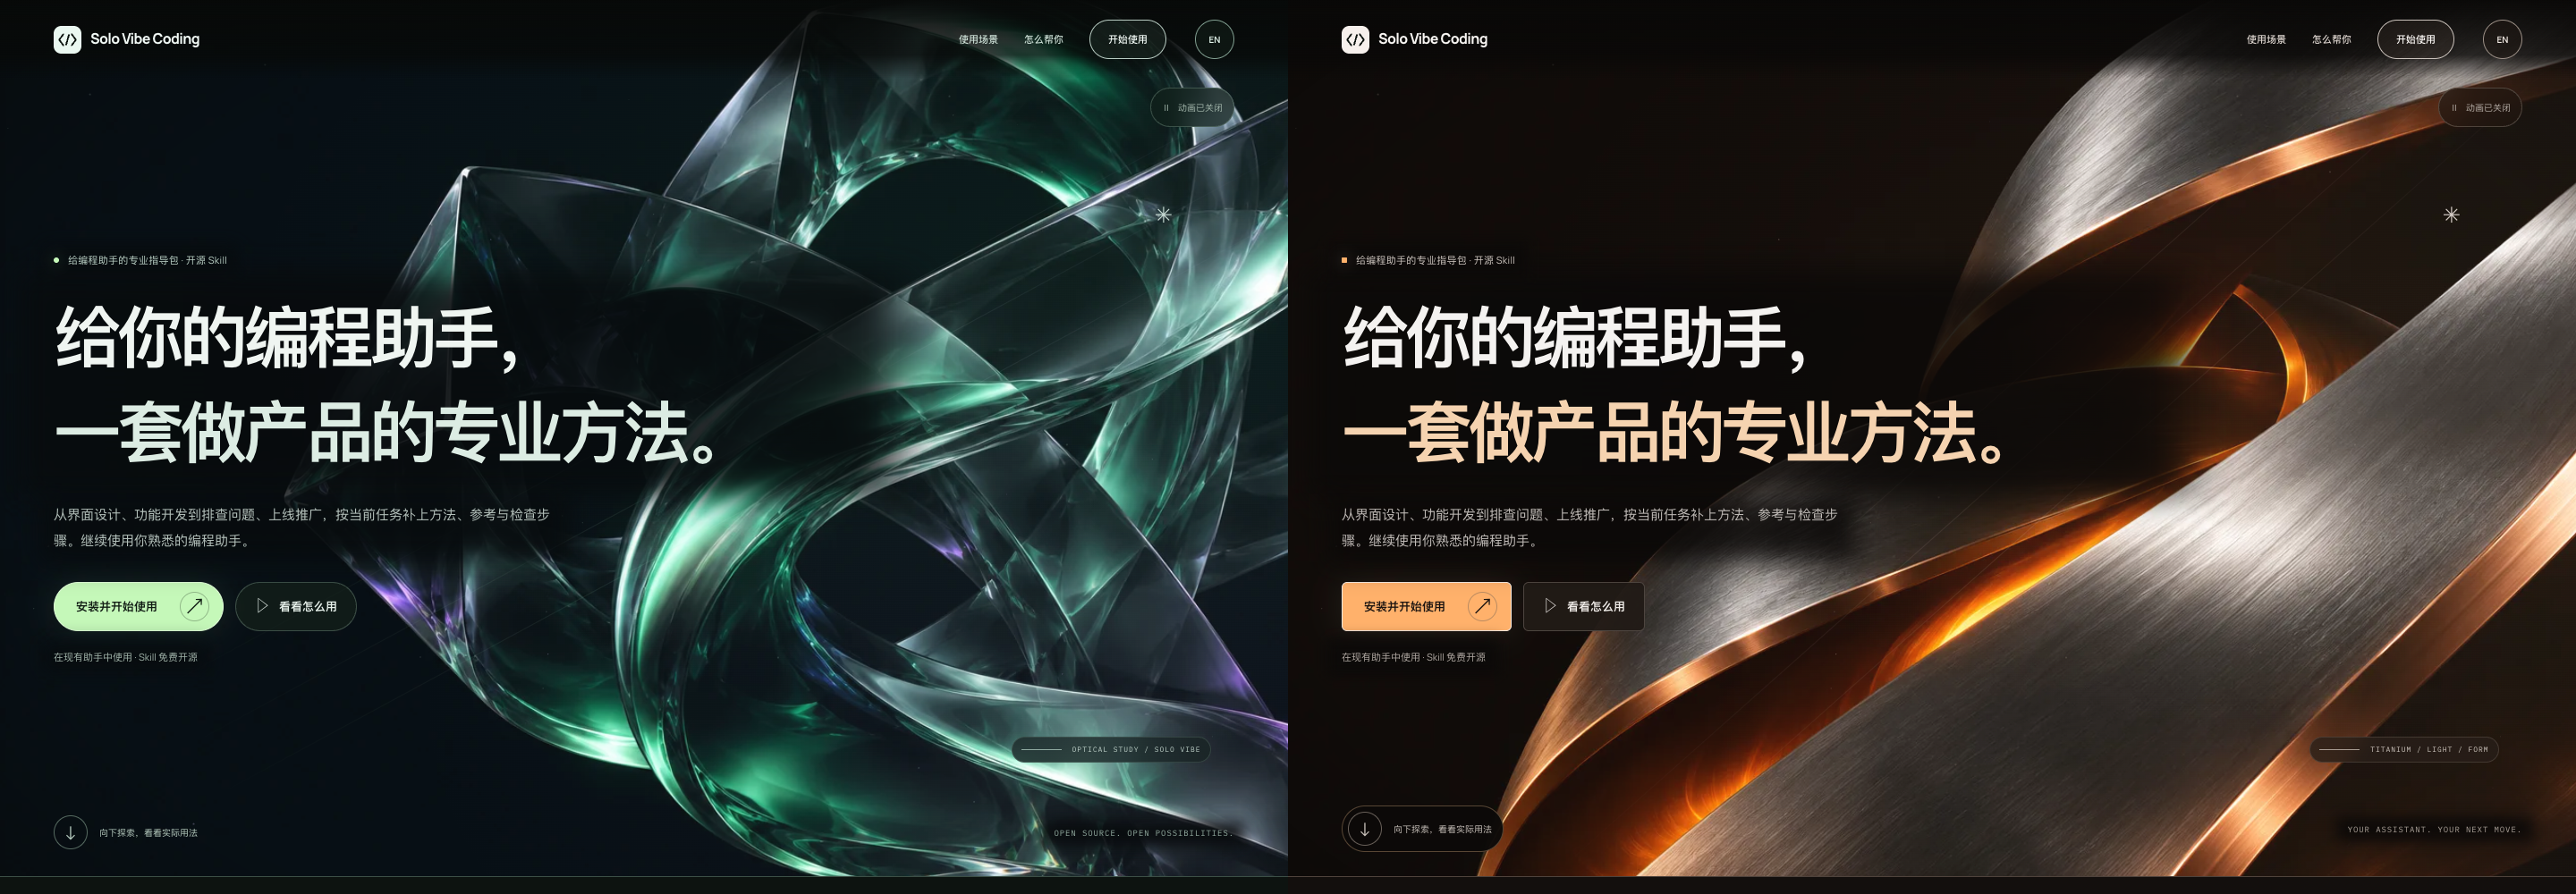 Solo Vibe Coding
使用场景
怎么帮你
开始使用
EN
动画已关闭
给编程助手的专业指导包 · 开源 Skill
给你的编程助手，
一套做产品的专业方法。
从界面设计、功能开发到排查问题、上线推广，按当前任务补上方法、参考与检查步
骤。继续使用你熟悉的编程助手。
安装并开始使用
看看怎么用
在现有助手中使用 · Skill 免费开源
OPTICAL STUDY / SOLO VIBE
向下探索，看看实际用法
OPEN SOURCE. OPEN POSSIBILITIES.
Solo Vibe Coding
使用场景
怎么帮你
开始使用
EN
动画已关闭
给编程助手的专业指导包 · 开源 Skill
给你的编程助手，
一套做产品的专业方法。
从界面设计、功能开发到排查问题、上线推广，按当前任务补上方法、参考与检查步
骤。继续使用你熟悉的编程助手。
安装并开始使用
看看怎么用
在现有助手中使用 · Skill 免费开源
TITANIUM / LIGHT / FORM
向下探索，看看实际用法
YOUR ASSISTANT. YOUR NEXT MOVE.